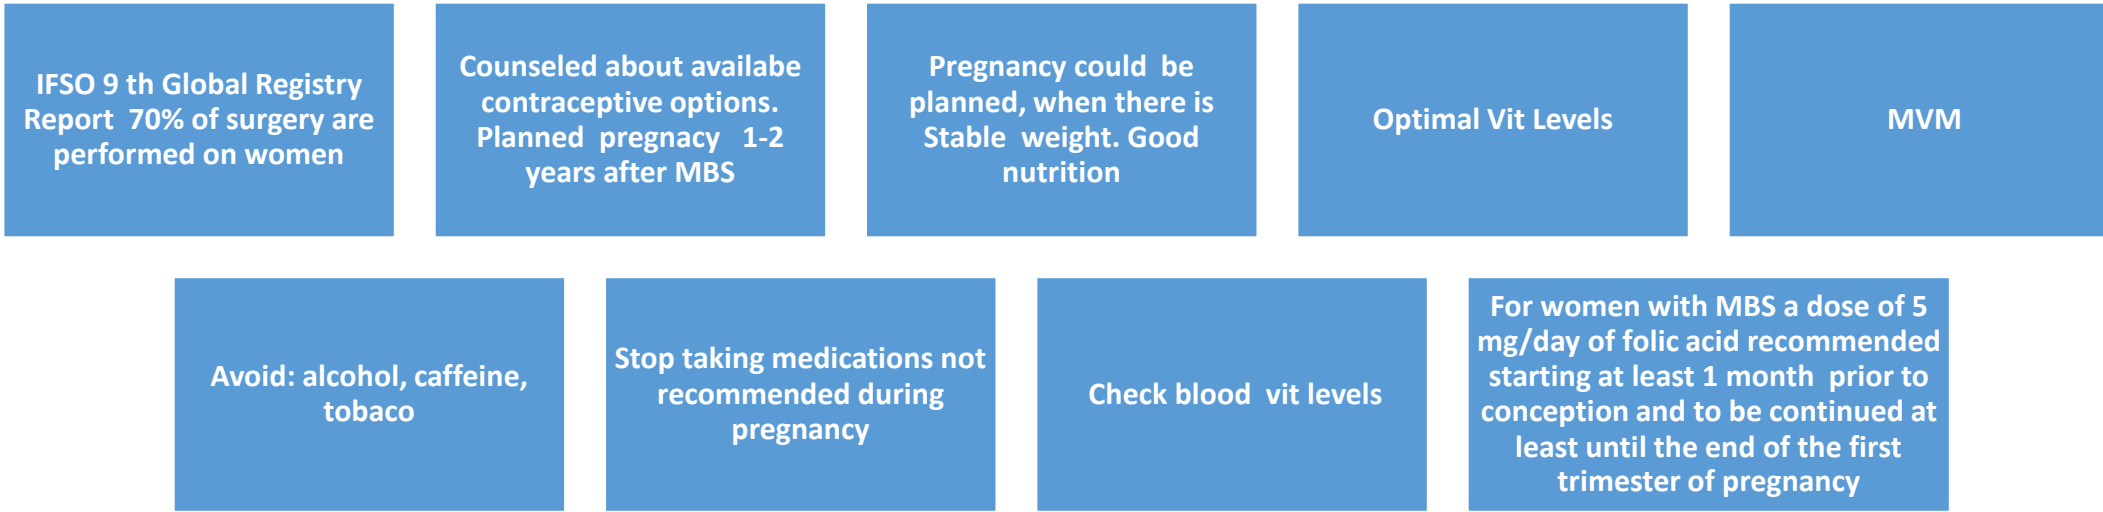 IFSO 9 th Global Registry
Report 70% of surgery are
performed on women
Counseled about availabe
contraceptive options.
Planned pregnacy 1-2
years after MBS
Pregnancy could be
planned, when there is
Stable weight. Good
nutrition
Optimal Vit Levels
MVM
Avoid: alcohol, caffeine,
tobaco
Stop taking medications not
recommended during
pregnancy
Check blood vit levels
For women with MBS a dose of 5
mg/day of folic acid recommended
starting at least 1 month prior to
conception and to be continued at
least until the end of the first
trimester of pregnancy